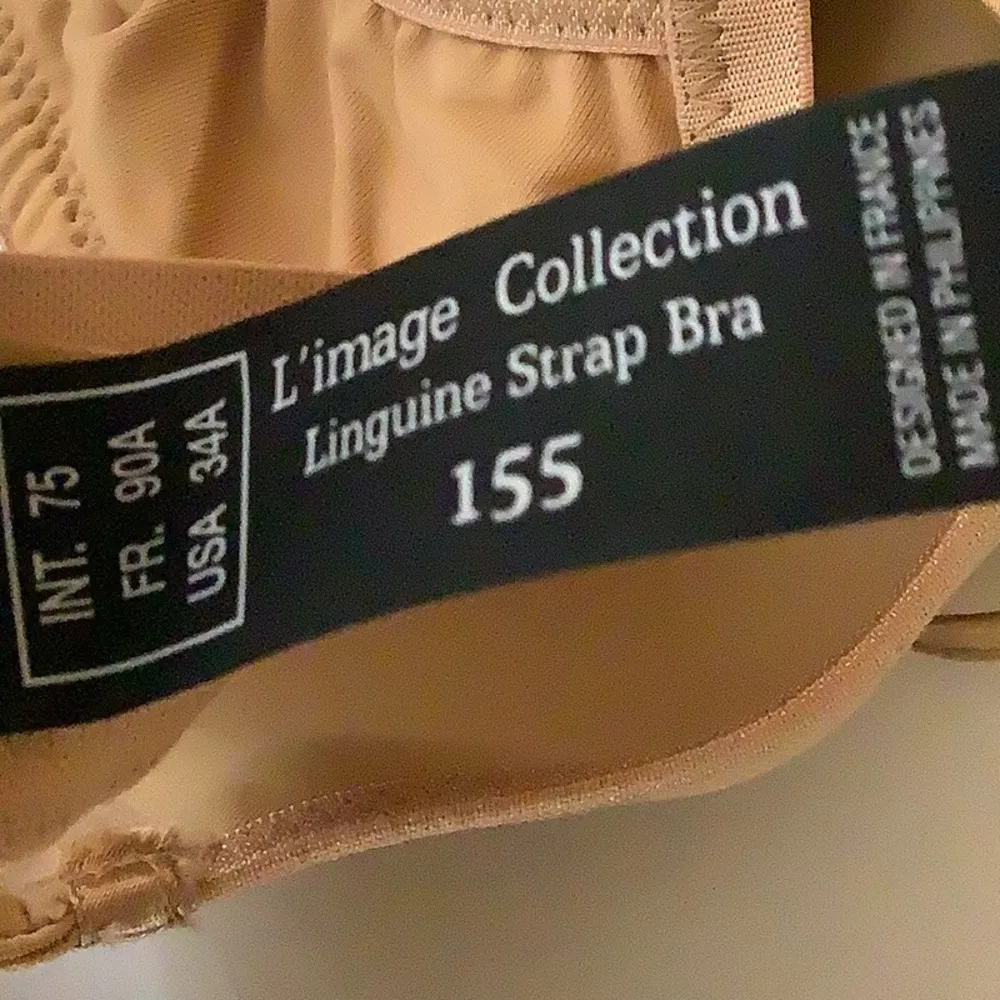 INT. 75
FR. 90A
USA 34A
L'image Collection
Linguine Strap Bra
155
DESIGNED IN FRANCE
MADE IN PHILIPPINES